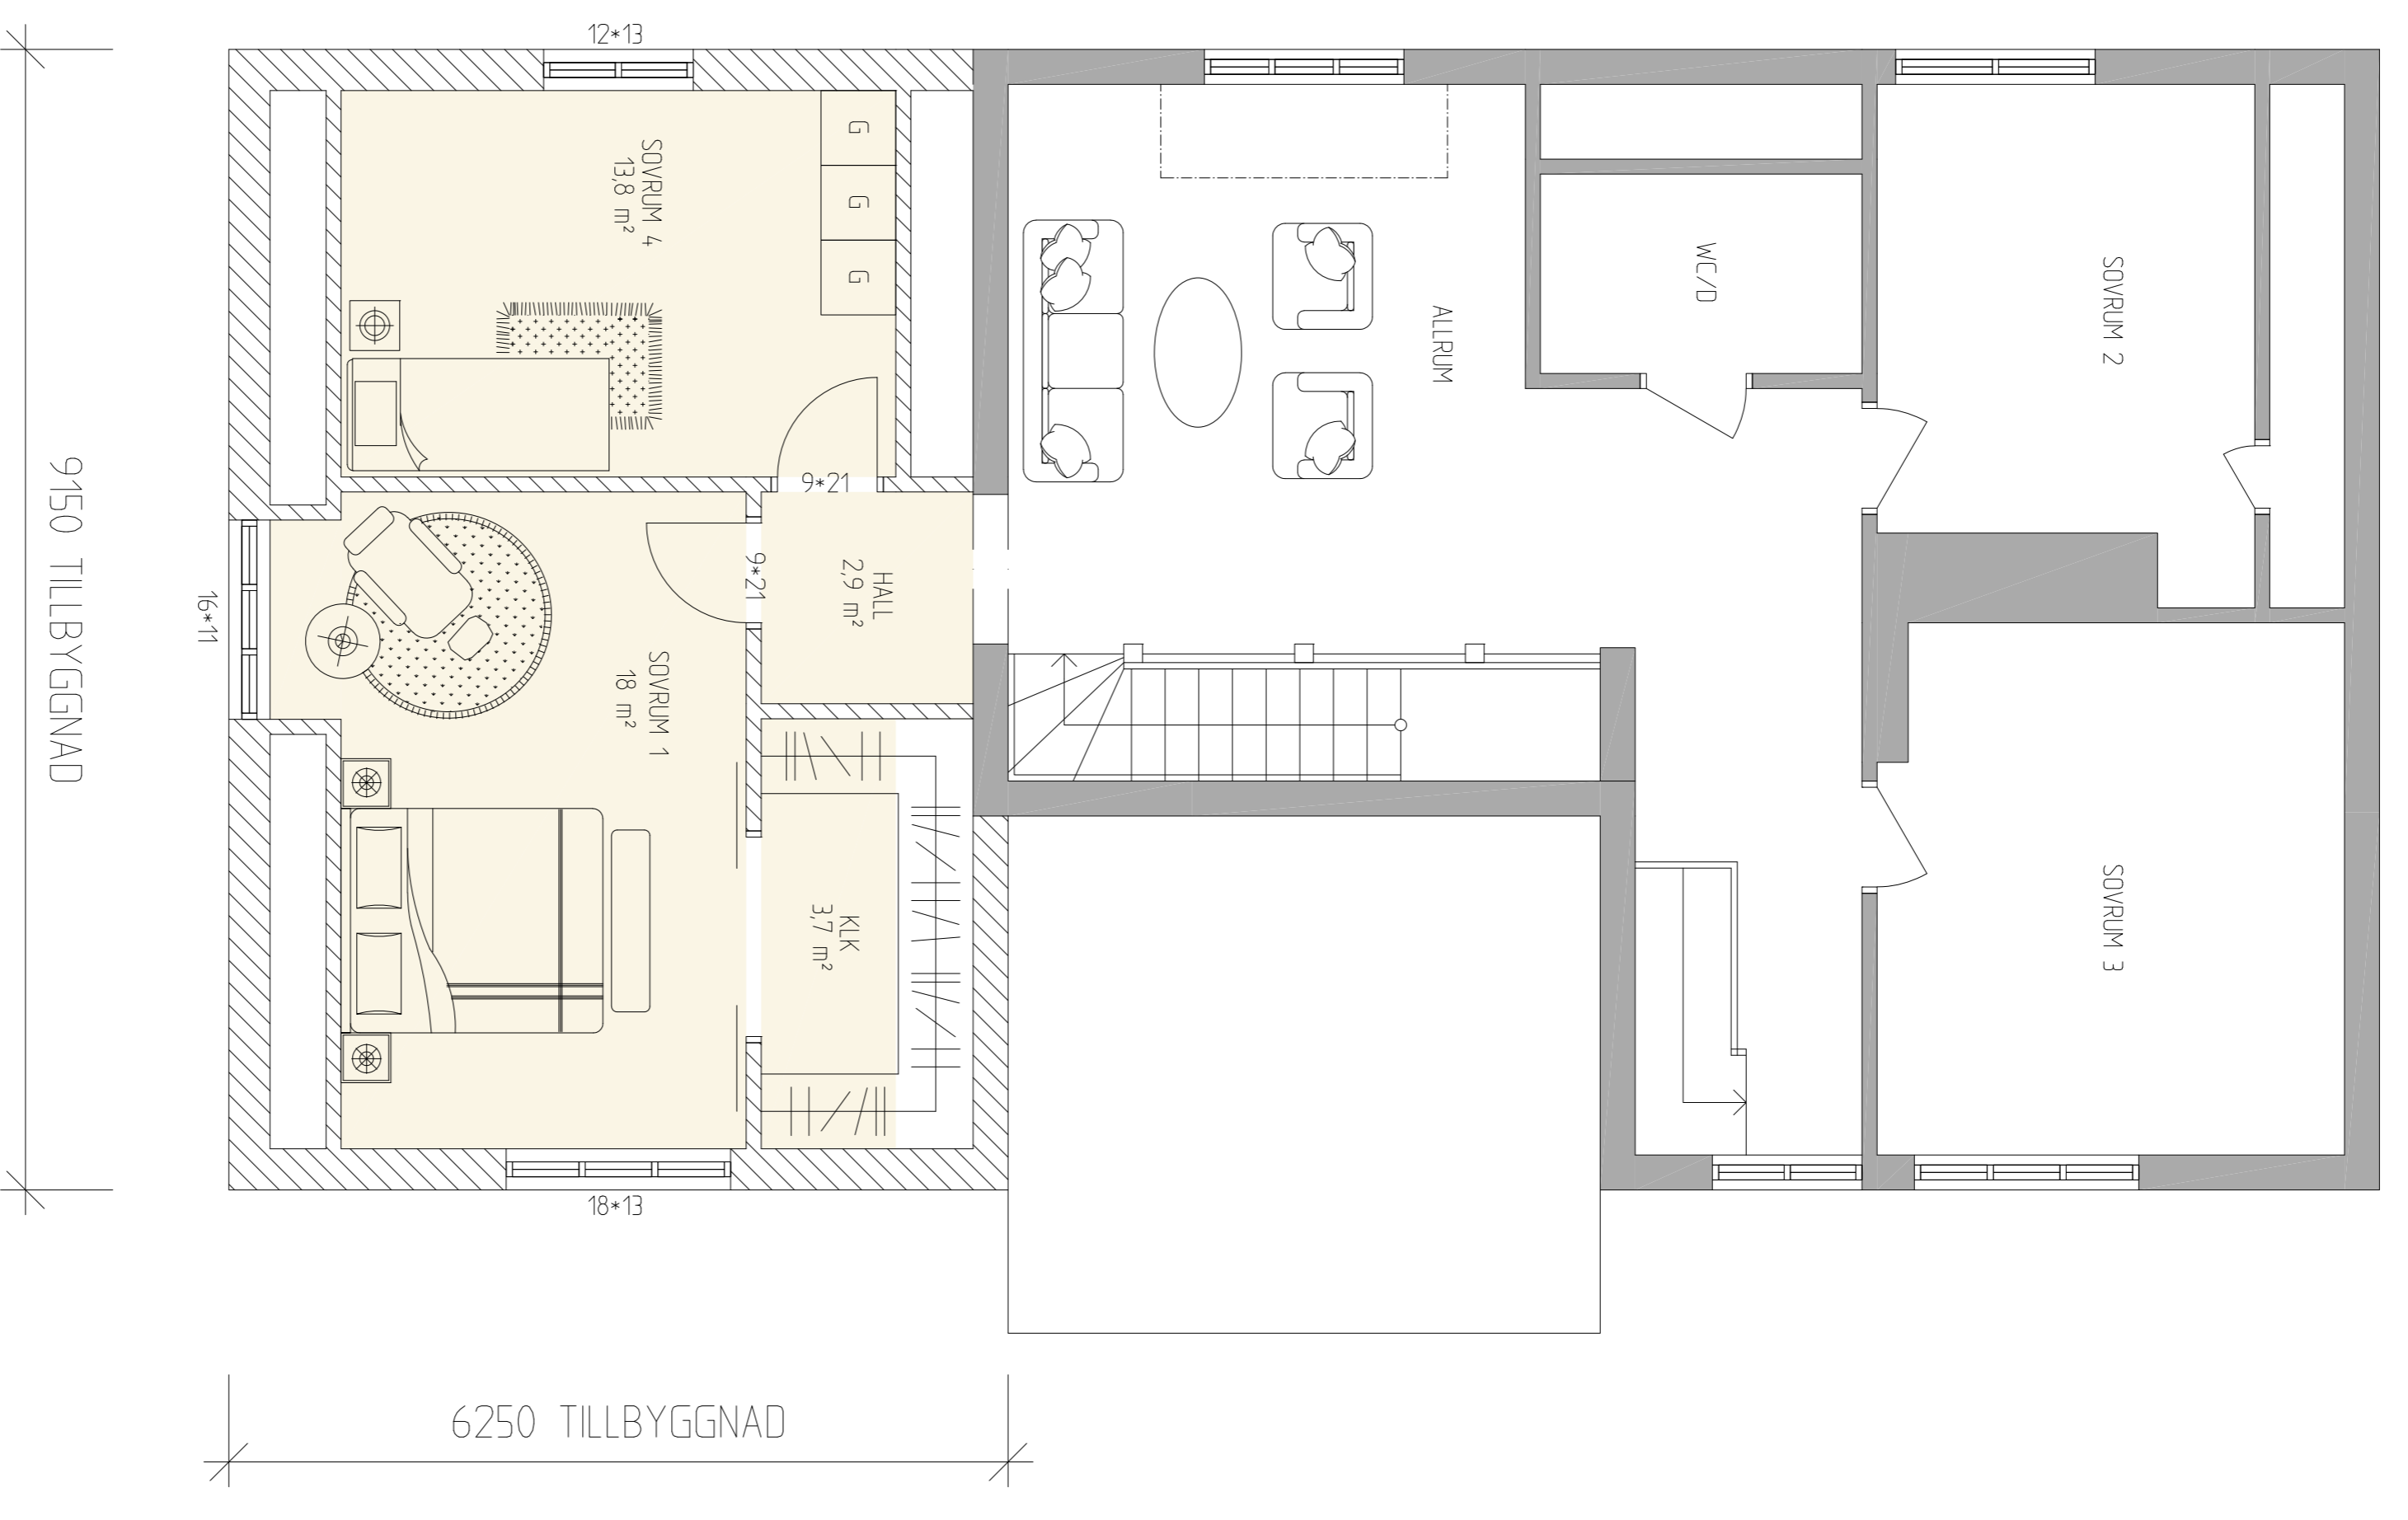 12*13
G
G
G
SOVRUM 4
13,8 m²
WC/D
SOVRUM 2
ALLRUM
9*21
9*21
HALL
2,9 m²
16*11
9150 TILLBYGGNAD
SOVRUM 1
18 m²
KLK
3,7 m²
SOVRUM 3
18*13
6250 TILLBYGGNAD